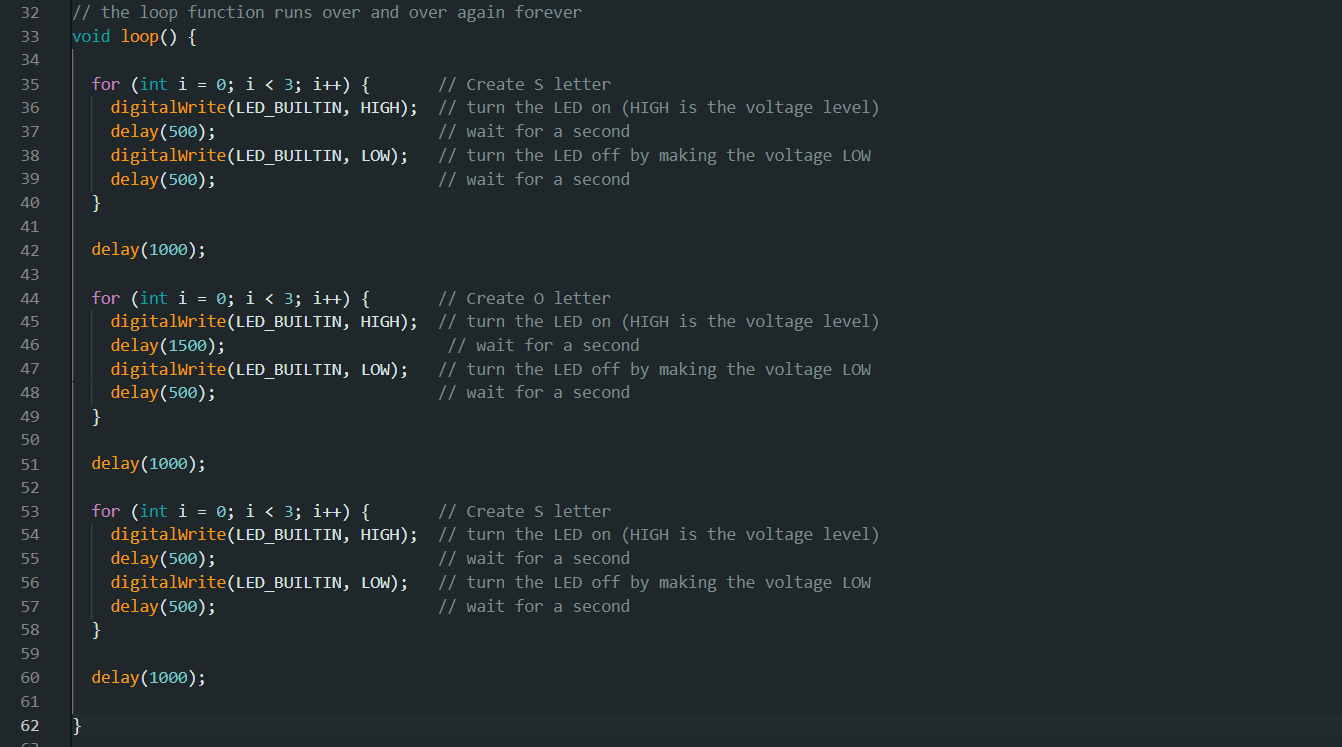 32 // the loop function runs over and over again forever
33 void loop() {
34
35 for (int i = 0; i < 3; i++) { // Create S letter
36 digitalWrite(LED_BUILTIN, HIGH); // turn the LED on (HIGH is the voltage level)
37 delay(500); // wait for a second
38 digitalWrite(LED_BUILTIN, LOW); // turn the LED off by making the voltage LOW
39 delay(500); // wait for a second
40 }
41
42 delay(1000);
43
44 for (int i = 0; i < 3; i++) { // Create O letter
45 digitalWrite(LED_BUILTIN, HIGH); // turn the LED on (HIGH is the voltage level)
46 delay(1500); // wait for a second
47 digitalWrite(LED_BUILTIN, LOW); // turn the LED off by making the voltage LOW
48 delay(500); // wait for a second
49 }
50
51 delay(1000);
52
53 for (int i = 0; i < 3; i++) { // Create S letter
54 digitalWrite(LED_BUILTIN, HIGH); // turn the LED on (HIGH is the voltage level)
55 delay(500); // wait for a second
56 digitalWrite(LED_BUILTIN, LOW); // turn the LED off by making the voltage LOW
57 delay(500); // wait for a second
58 }
59
60 delay(1000);
61
62 }